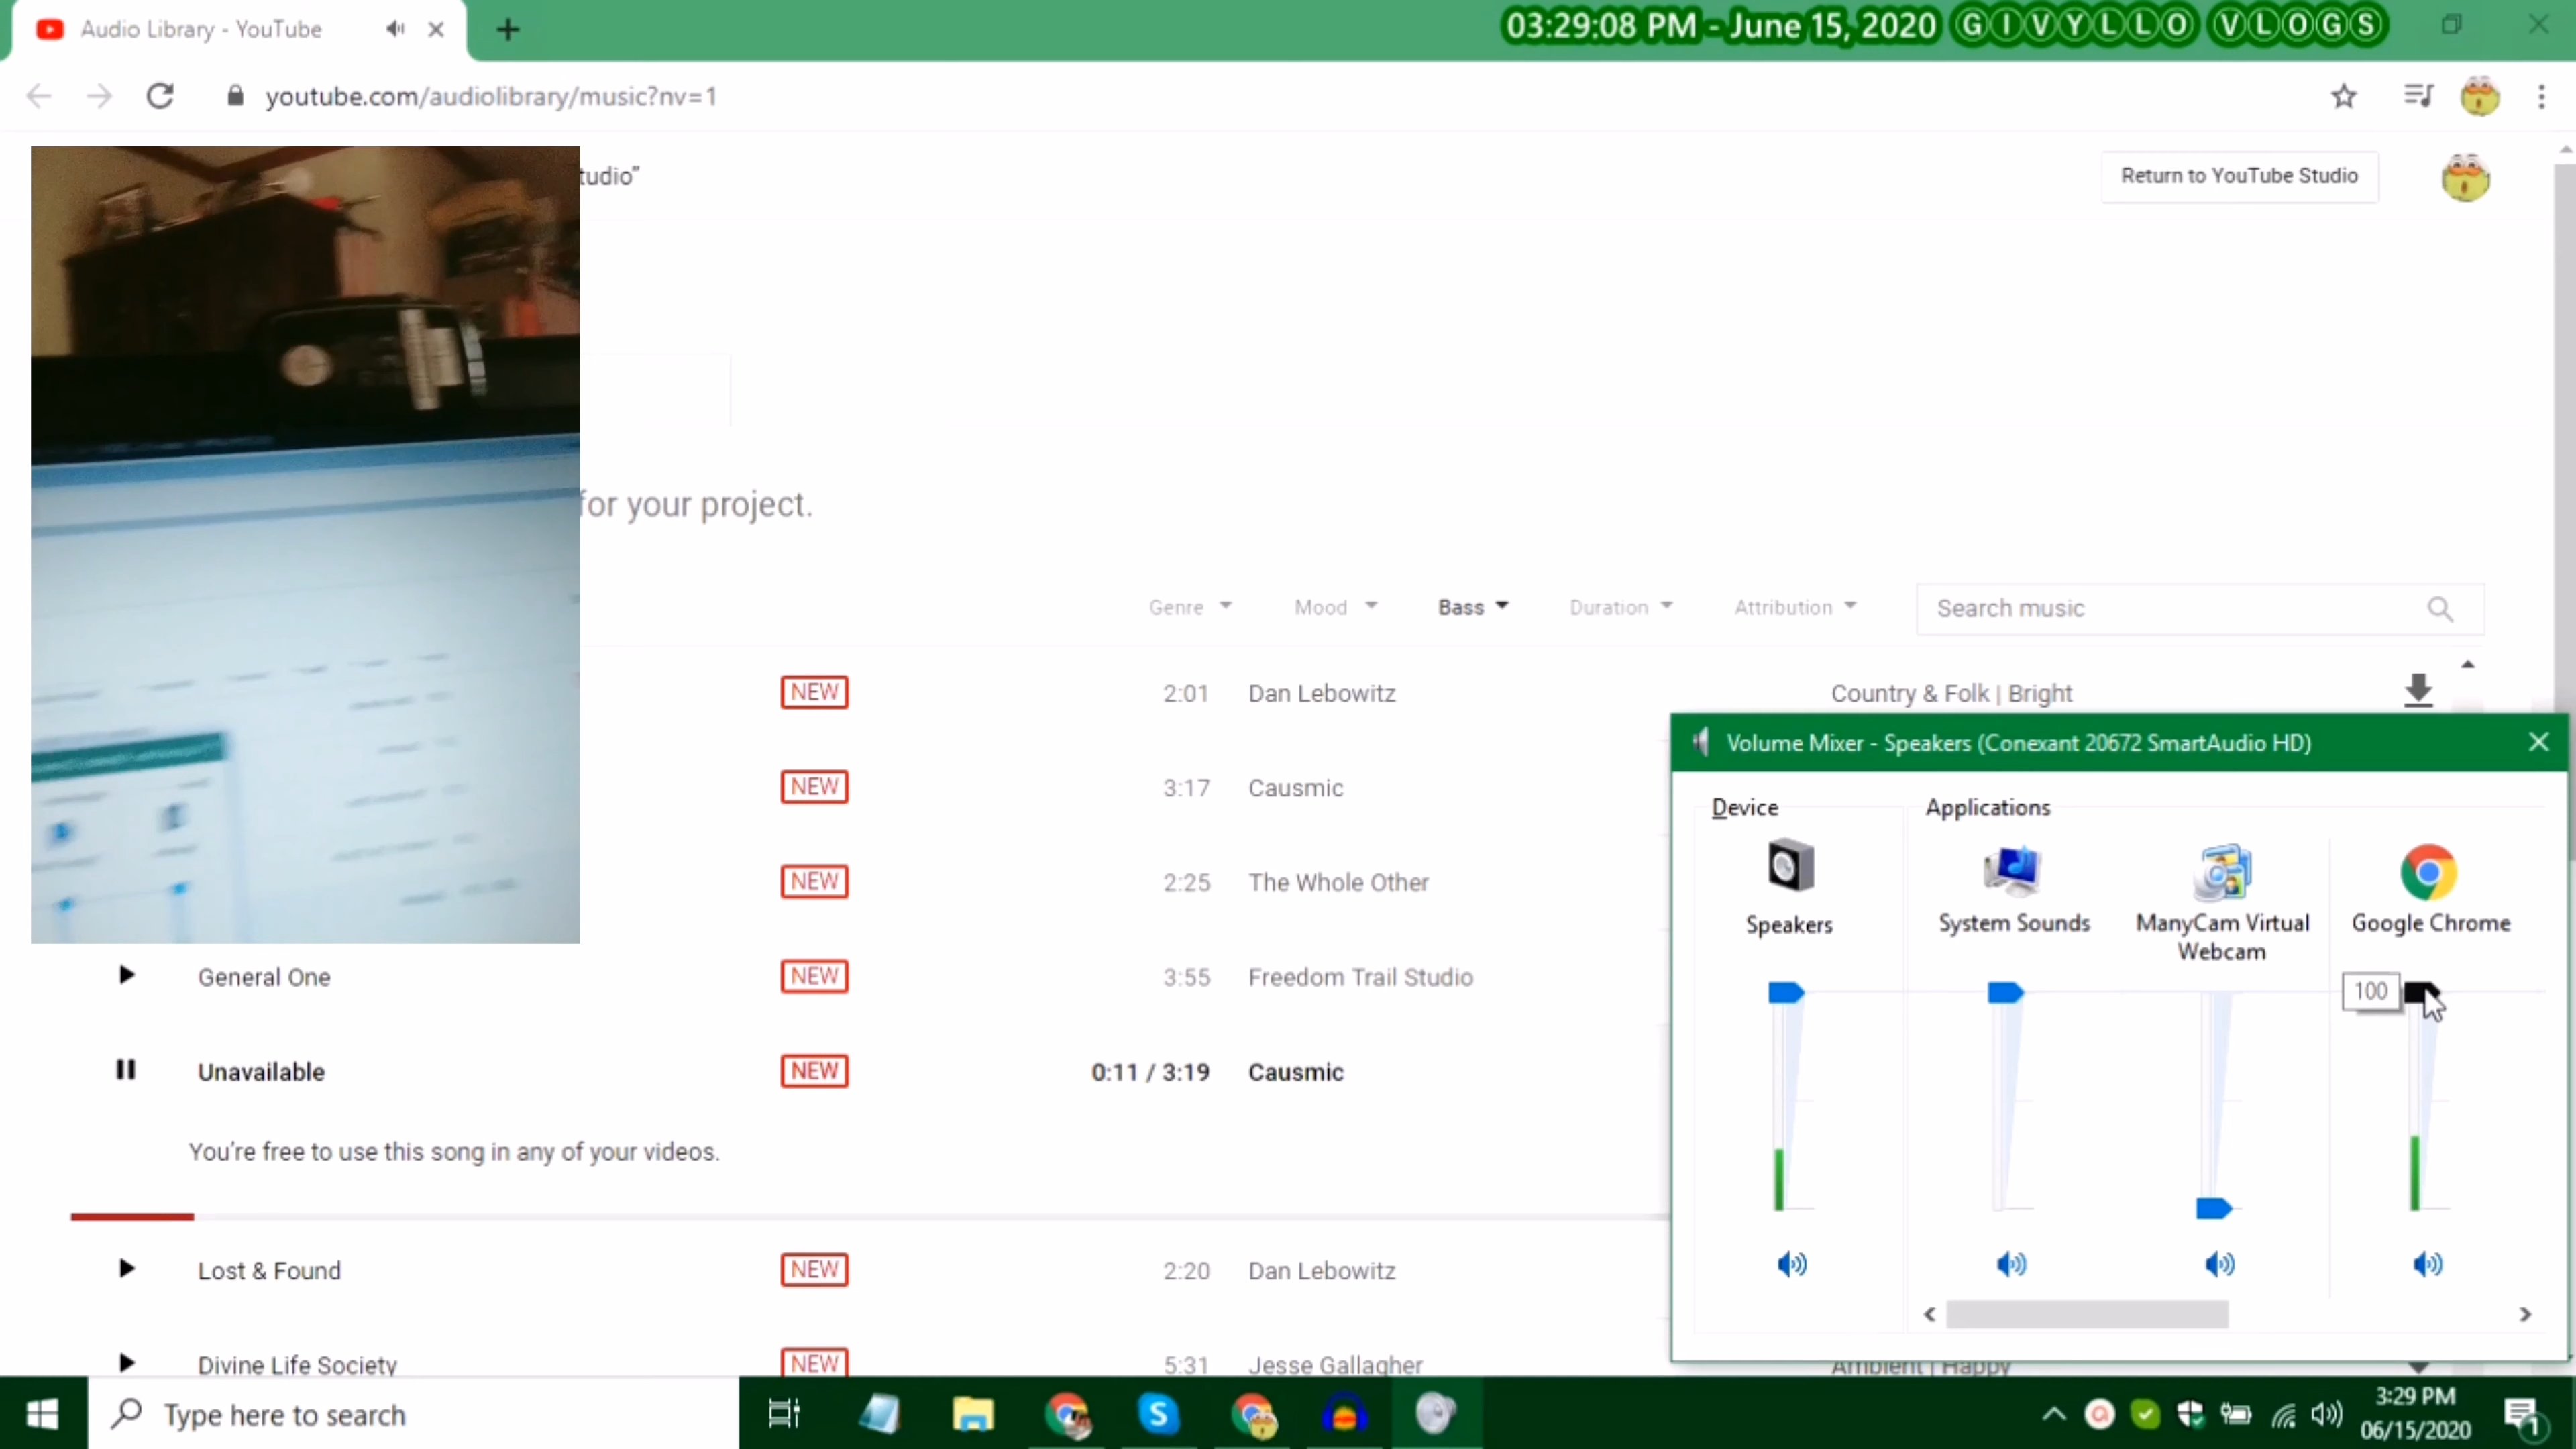 Audio Library - YouTube
03:29:08 PM - June 15, 2020 GIVYLLO VLOGS
youtube.com/audiolibrary/music?nv=1
tudio”
Return to YouTube Studio
for your project.
Genre Mood Bass Duration Attribution Search music
NEW 2:01 Dan Lebowitz Country & Folk | Bright
NEW 3:17 Causmic
NEW 2:25 The Whole Other
General One NEW 3:55 Freedom Trail Studio
Unavailable NEW 0:11 / 3:19 Causmic
You’re free to use this song in any of your videos.
Lost & Found NEW 2:20 Dan Lebowitz
Divine Life Society NEW 5:31 Jesse Gallagher Ambient | Happy
Volume Mixer - Speakers (Conexant 20672 SmartAudio HD)
Device Applications
Speakers System Sounds ManyCam Virtual Google Chrome
Webcam
100
Type here to search
3:29 PM
06/15/2020
1